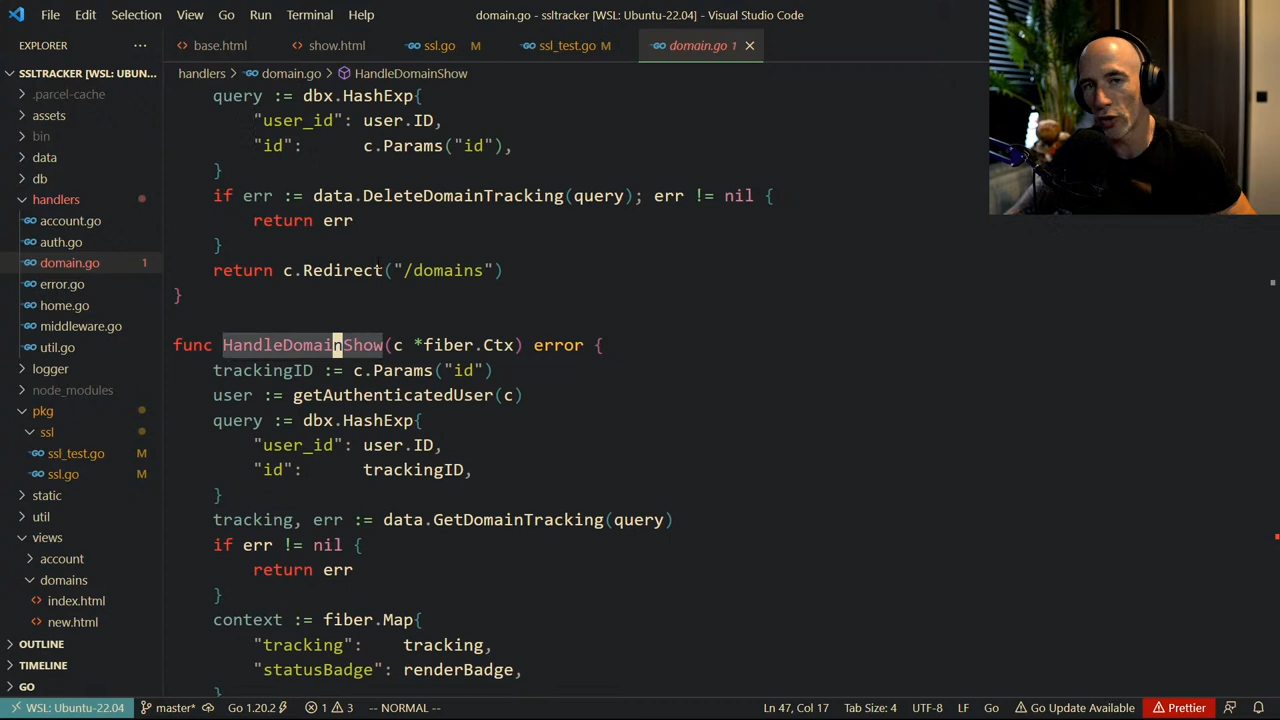 File Edit Selection View Go Run Terminal Help
domain.go - ssltracker [WSL: Ubuntu-22.04] - Visual Studio Code
EXPLORER
SSLTRACKER [WSL: UBUN...
.parcel-cache
assets
bin
data
db
handlers
account.go
auth.go
domain.go 1
error.go
home.go
middleware.go
util.go
logger
node_modules
pkg
ssl
ssl_test.go M
ssl.go M
static
util
views
account
domains
index.html
new.html
OUTLINE
TIMELINE
GO
base.html show.html ssl.go M ssl_test.go M domain.go 1
handlers > domain.go > HandleDomainShow
query := dbx.HashExp{
"user_id": user.ID,
"id": c.Params("id"),
}
if err := data.DeleteDomainTracking(query); err != nil {
return err
}
return c.Redirect("/domains")
}
func HandleDomainShow(c *fiber.Ctx) error {
trackingID := c.Params("id")
user := getAuthenticatedUser(c)
query := dbx.HashExp{
"user_id": user.ID,
"id": trackingID,
}
tracking, err := data.GetDomainTracking(query)
if err != nil {
return err
}
context := fiber.Map{
"tracking": tracking,
"statusBadge": renderBadge,
}
WSL: Ubuntu-22.04 master* Go 1.20.2 1 3 -- NORMAL -- Ln 47, Col 17 Tab Size: 4 UTF-8 LF Go Go Update Available Prettier